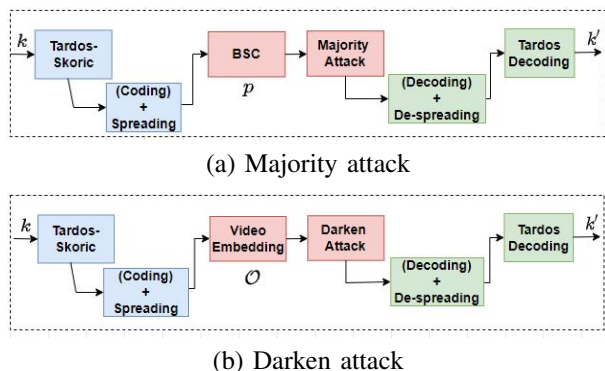 k
Tardos-
Skoric
(Coding)
+
Spreading
BSC
p
Majority
Attack
(Decoding)
+
De-spreading
Tardos
Decoding
k′
(a) Majority attack
k
Tardos-
Skoric
(Coding)
+
Spreading
Video
Embedding
𝒪
Darken
Attack
(Decoding)
+
De-spreading
Tardos
Decoding
k′
(b) Darken attack